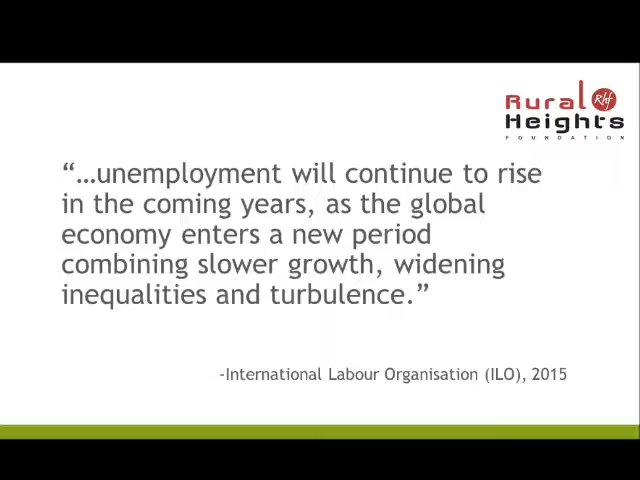 Rural Rhf
Heights
FOUNDATION
“…unemployment will continue to rise
in the coming years, as the global
economy enters a new period
combining slower growth, widening
inequalities and turbulence.”
-International Labour Organisation (ILO), 2015